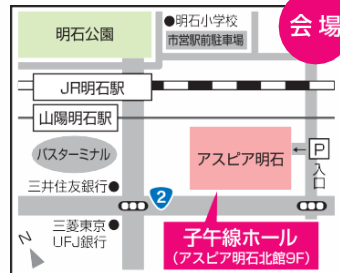 会場
明石公園
●明石小学校
市営駅前駐車場
JR明石駅
山陽明石駅
バスターミナル
アスピア明石
←P
入口
三井住友銀行●
2
三菱東京●
UFJ銀行
N
子午線ホール
(アスピア明石北館9F)